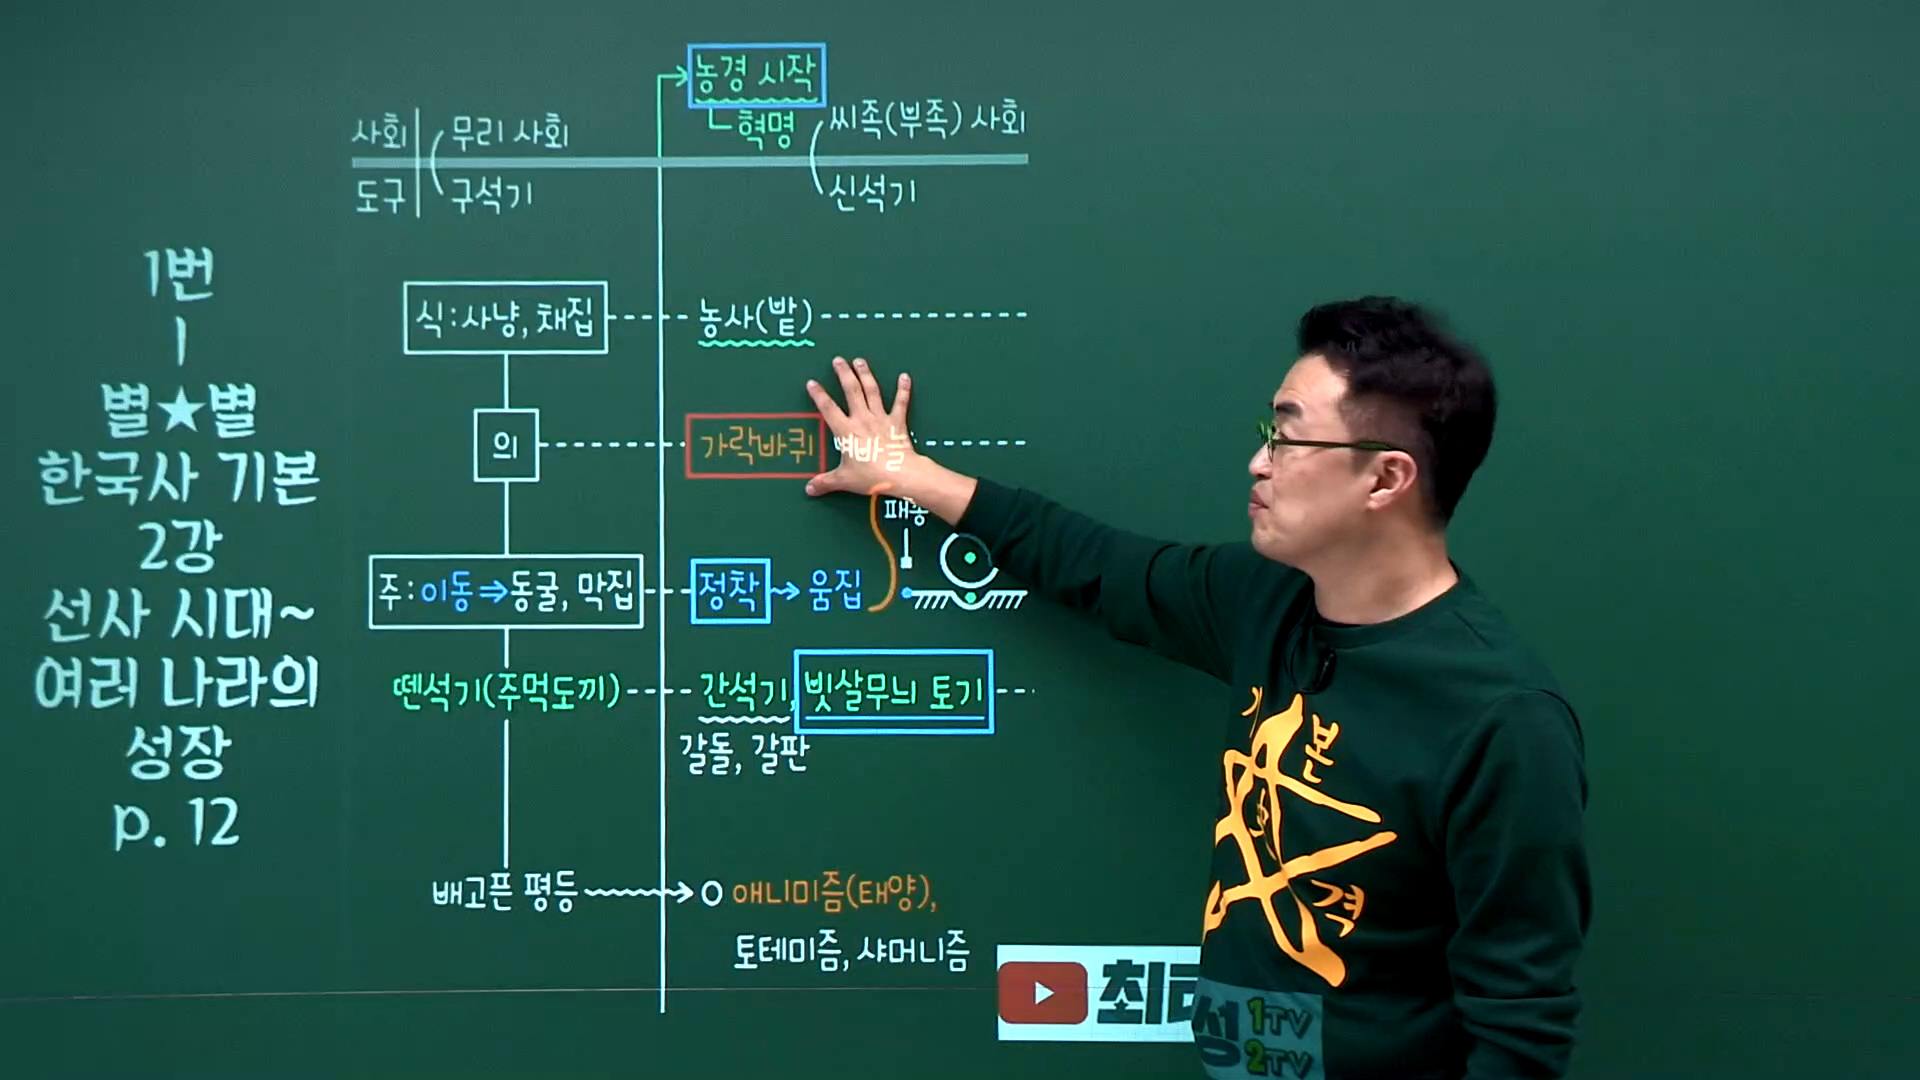 1번
별★별
한국사 기본
2강
선사 시대~
여러 나라의
성장
p. 12
농경 시작
혁명
사회 무리 사회 씨족(부족) 사회
도구 구석기 신석기
식:사냥, 채집 농사(밭)
의 가락바퀴 뼈바늘
패총
주:이동⇒동굴, 막집 정착→움집
뗀석기(주먹도끼) 간석기, 빗살무늬 토기
갈돌, 갈판
배고픈 평등 → O 애니미즘(태양),
토테미즘, 샤머니즘
기본
격
최
성 1TV
2TV